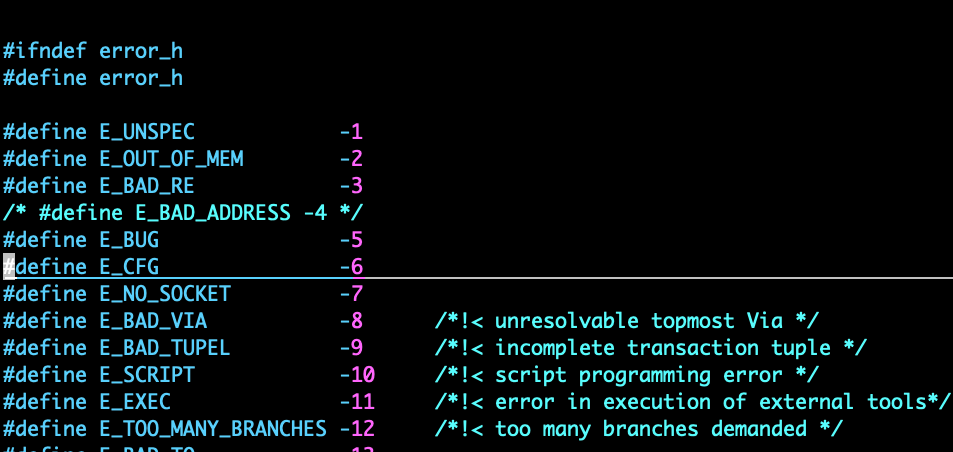 #ifndef error_h
#define error_h
#define E_UNSPEC -1
#define E_OUT_OF_MEM -2
#define E_BAD_RE -3
/* #define E_BAD_ADDRESS -4 */
#define E_BUG -5
#define E_CFG -6
#define E_NO_SOCKET -7
#define E_BAD_VIA -8 /*!< unresolvable topmost Via */
#define E_BAD_TUPEL -9 /*!< incomplete transaction tuple */
#define E_SCRIPT -10 /*!< script programming error */
#define E_EXEC -11 /*!< error in execution of external tools*/
#define E_TOO_MANY_BRANCHES -12 /*!< too many branches demanded */
#define E_BAD_TO -13